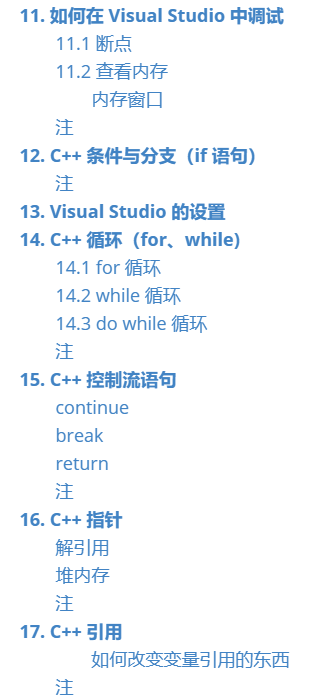 11. 如何在 Visual Studio 中调试
11.1 断点
11.2 查看内存
内存窗口
注
12. C++ 条件与分支（if 语句）
注
13. Visual Studio 的设置
14. C++ 循环（for、while）
14.1 for 循环
14.2 while 循环
14.3 do while 循环
注
15. C++ 控制流语句
continue
break
return
注
16. C++ 指针
解引用
堆内存
注
17. C++ 引用
如何改变变量引用的东西
注